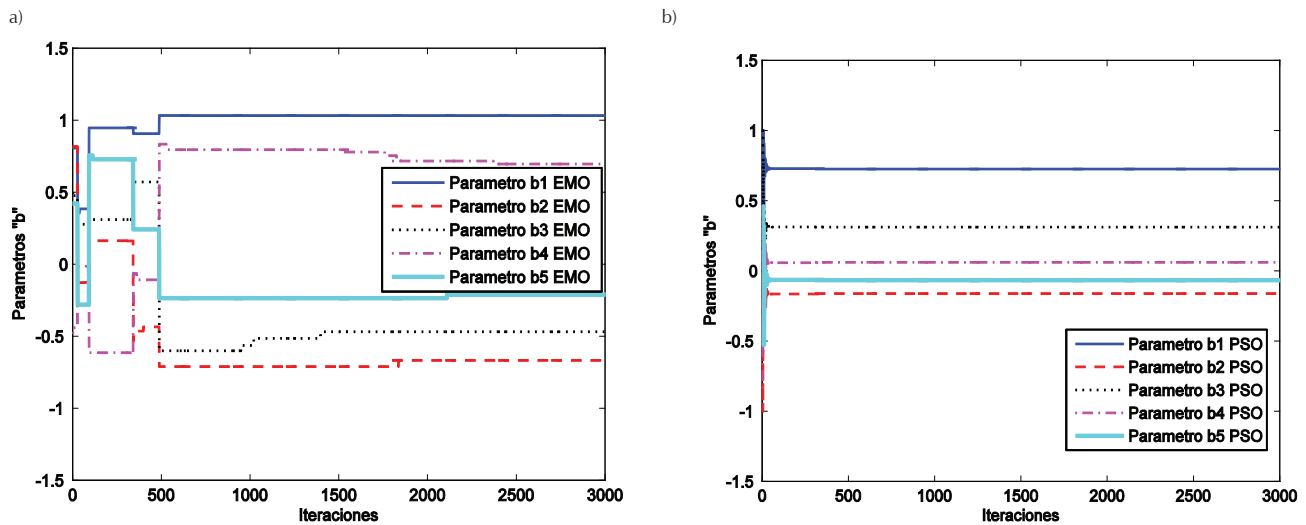 a)
1.5
1
0.5
0
-0.5
-1
-1.5
Parametros "b"
0
500
1000
1500
2000
2500
3000
Iteraciones
Parametro b1 EMO
Parametro b2 EMO
Parametro b3 EMO
Parametro b4 EMO
Parametro b5 EMO
b)
1.5
1
0.5
0
-0.5
-1
-1.5
Parametros "b"
0
500
1000
1500
2000
2500
3000
Iteraciones
Parametro b1 PSO
Parametro b2 PSO
Parametro b3 PSO
Parametro b4 PSO
Parametro b5 PSO